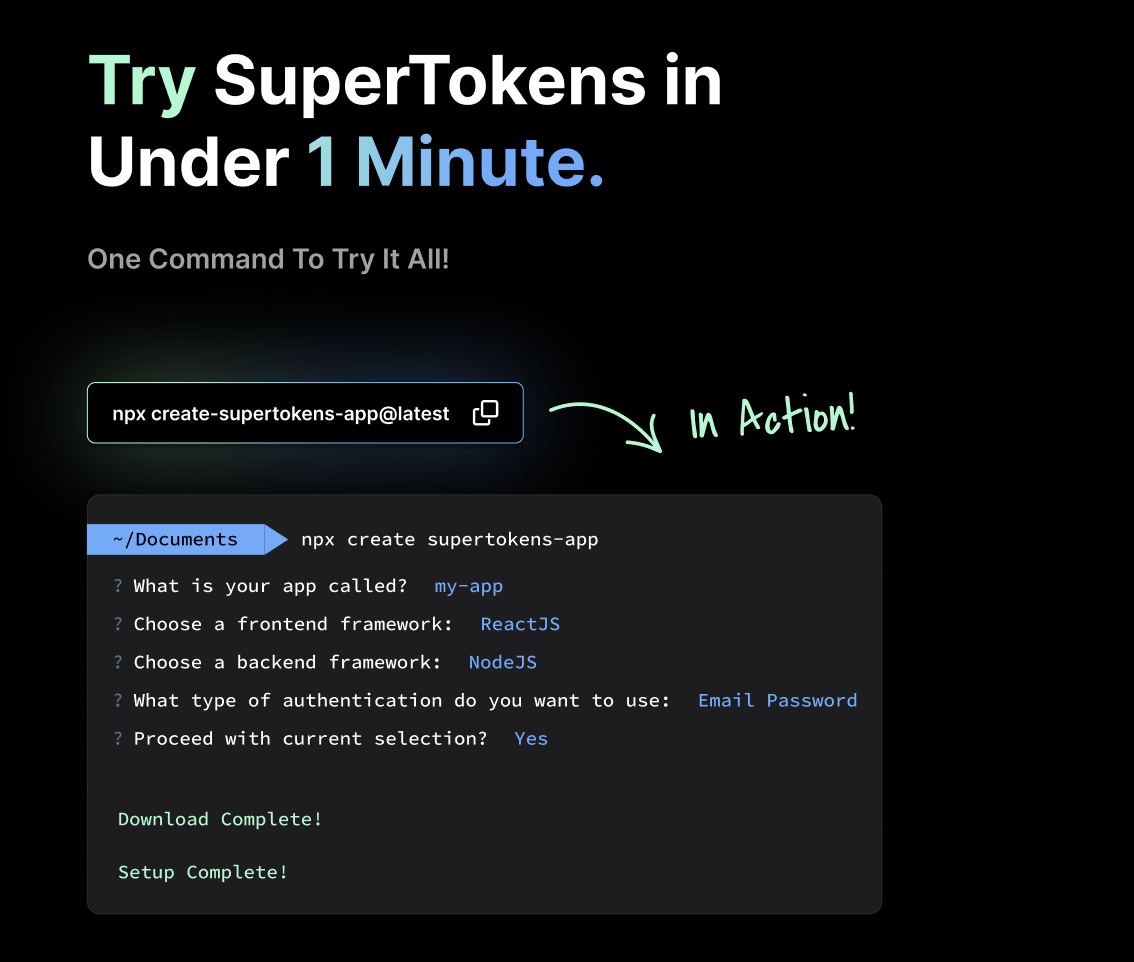 Try SuperTokens in
Under 1 Minute.
One Command To Try It All!
npx create-supertokens-app@latest
In Action!
~/Documents npx create supertokens-app
? What is your app called? my-app
? Choose a frontend framework: ReactJS
? Choose a backend framework: NodeJS
? What type of authentication do you want to use: Email Password
? Proceed with current selection? Yes
Download Complete!
Setup Complete!